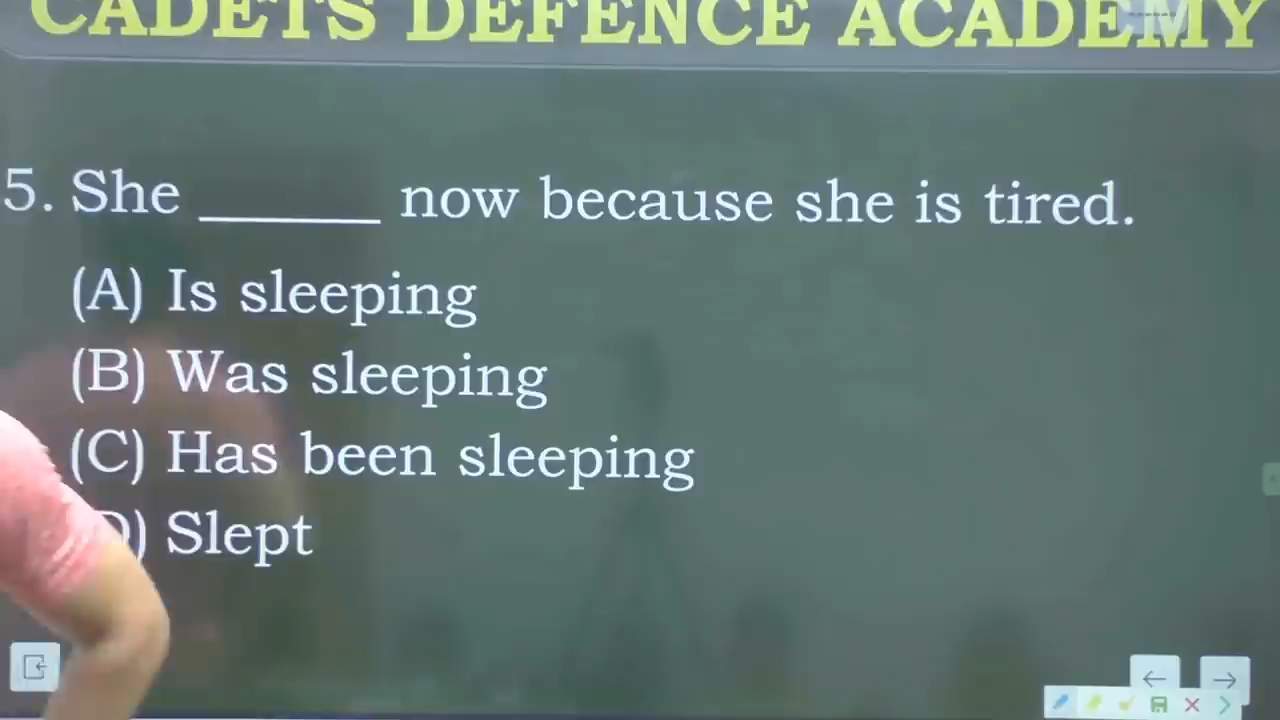 CADETS DEFENCE ACADEMY
5. She ______ now because she is tired.
(A) Is sleeping
(B) Was sleeping
(C) Has been sleeping
D) Slept